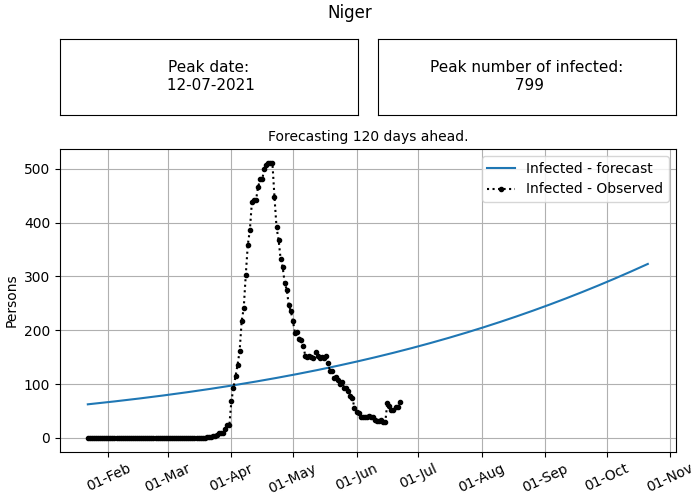 Niger
Peak date:
12-07-2021
Peak number of infected:
799
Forecasting 120 days ahead.
Infected - forecast
Infected - Observed
Persons
500
400
300
200
100
0
01-Feb 01-Mar 01-Apr 01-May 01-Jun 01-Jul 01-Aug 01-Sep 01-Oct 01-Nov